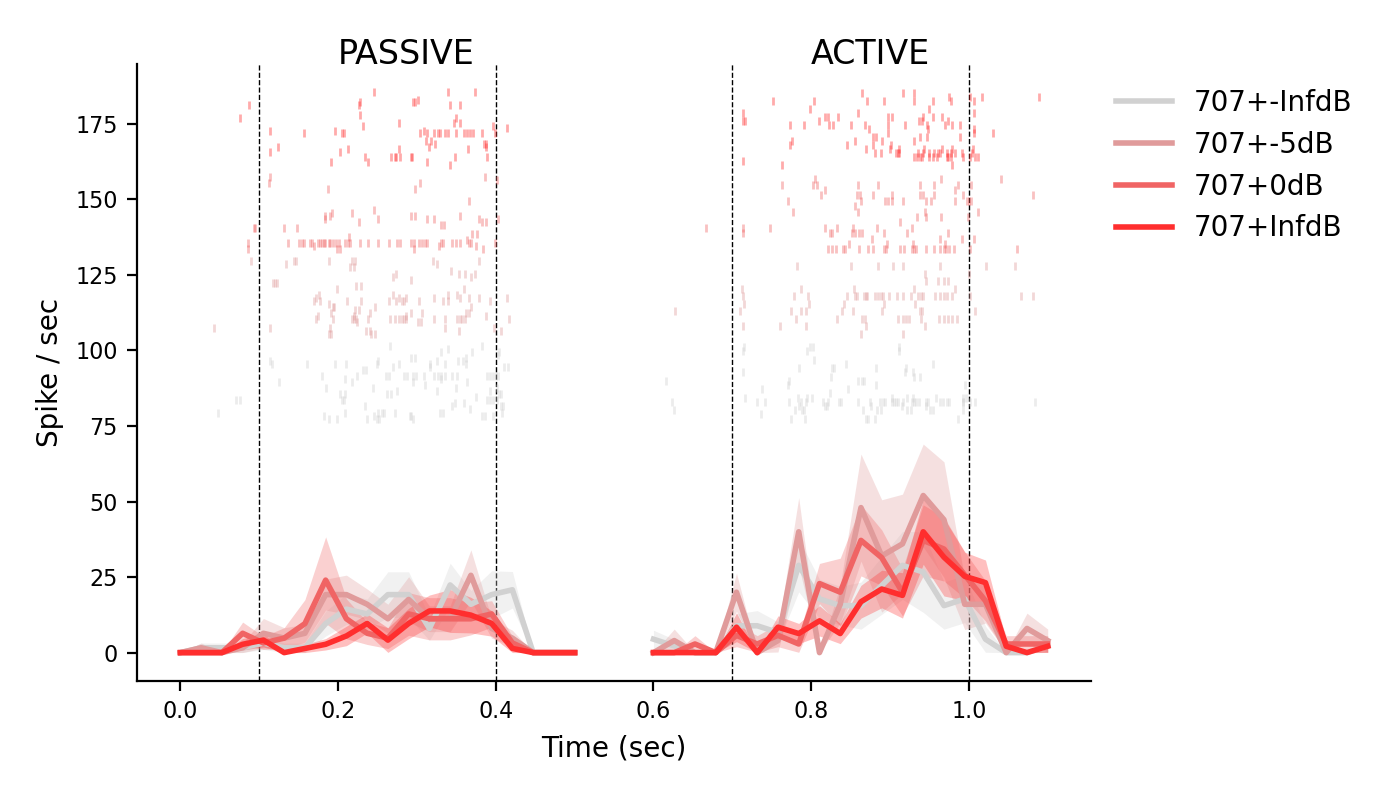 PASSIVE ACTIVE
707+-InfdB
707+-5dB
707+0dB
707+InfdB
175
150
125
100
75
50
25
0
Spike / sec
0.0 0.2 0.4 0.6 0.8 1.0
Time (sec)